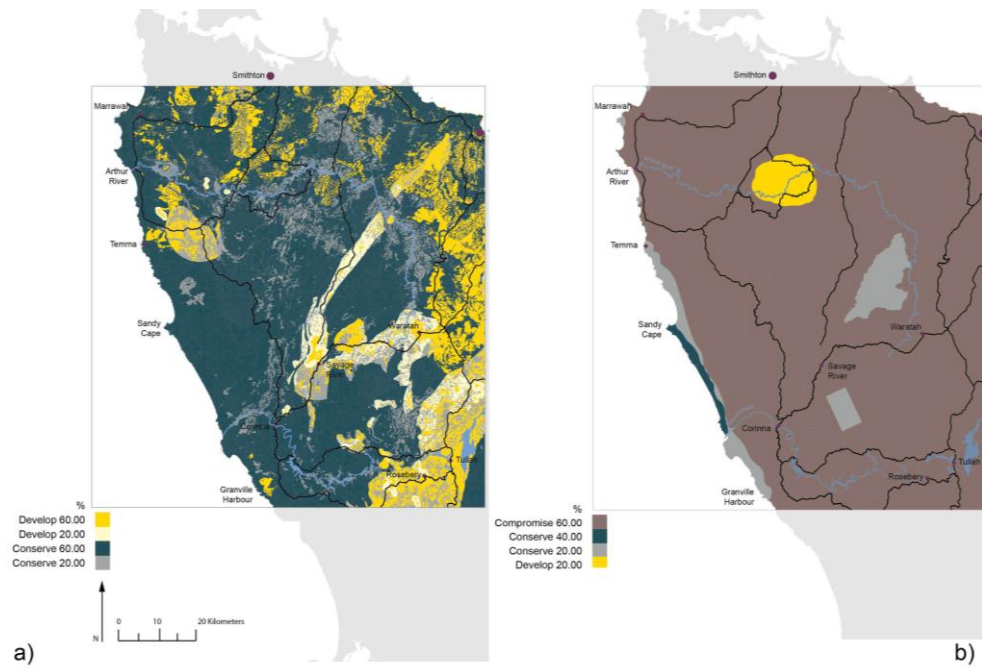 Smithton
Marrawah
Arthur
River
Temma
Sandy
Cape
Waratah
Savage
River
Corinna
Rosebery
Tullah
Granville
Harbour
%
Develop 60.00
Develop 20.00
Conserve 60.00
Conserve 20.00
N
0 10 20 Kilometers
a)
Smithton
Marrawah
Arthur
River
Temma
Sandy
Cape
Waratah
Savage
River
Corinna
Rosebery
Tullah
Granville
Harbour
%
Compromise 60.00
Conserve 40.00
Conserve 20.00
Develop 20.00
b)